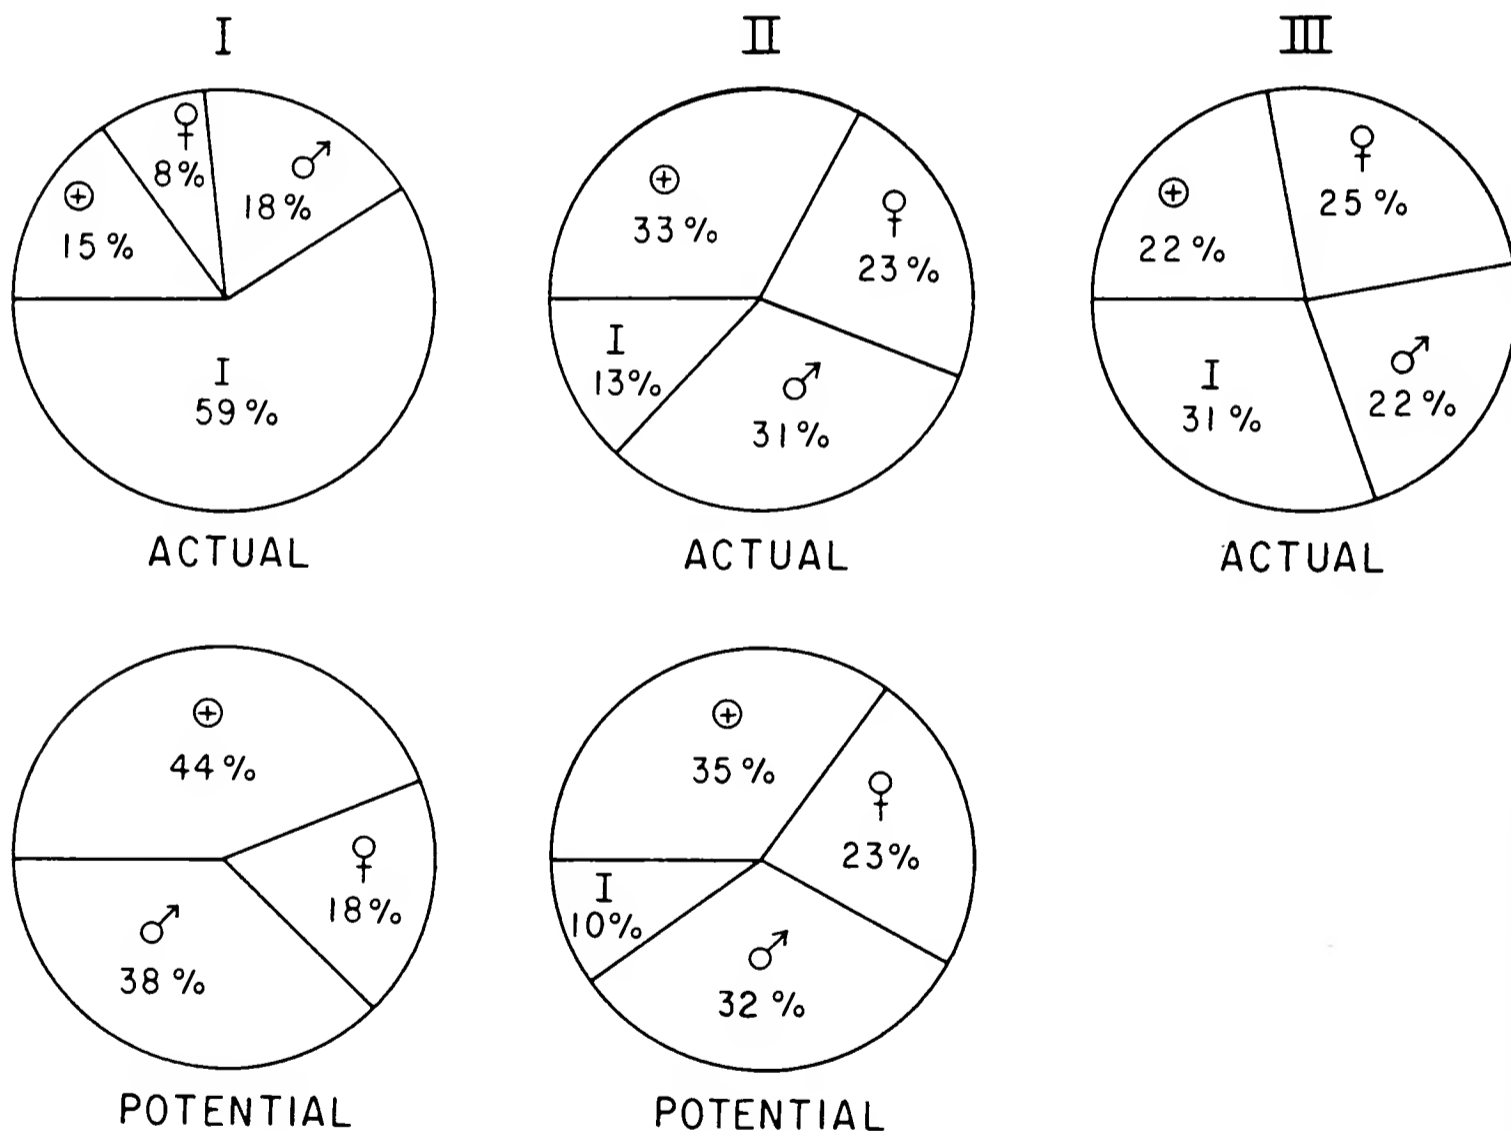 I
II
III
⊕
15%
♀
8%
♂
18%
I
59%
ACTUAL
⊕
33%
♀
23%
I
13%
♂
31%
ACTUAL
⊕
22%
♀
25%
I
31%
♂
22%
ACTUAL
⊕
44%
♀
18%
♂
38%
POTENTIAL
⊕
35%
♀
23%
I
10%
♂
32%
POTENTIAL